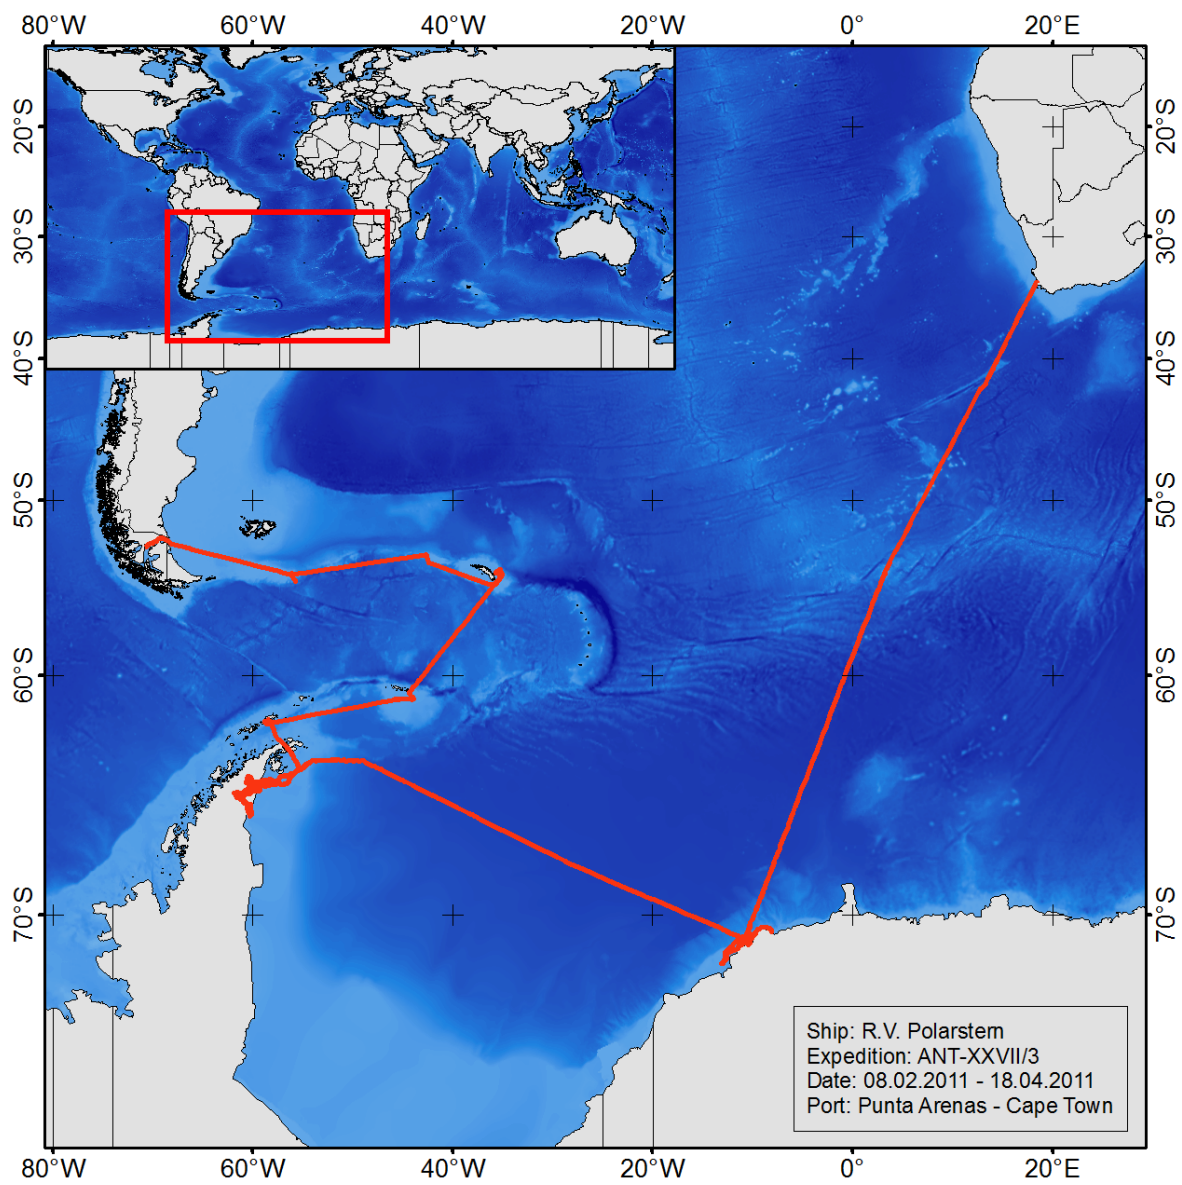 80°W 60°W 40°W 20°W 0° 20°E
20°S 20°S
30°S 30°S
40°S 40°S
50°S 50°S
60°S 60°S
70°S 70°S
Ship: R.V. Polarstern
Expedition: ANT-XXVII/3
Date: 08.02.2011 - 18.04.2011
Port: Punta Arenas - Cape Town
80°W 60°W 40°W 20°W 0° 20°E